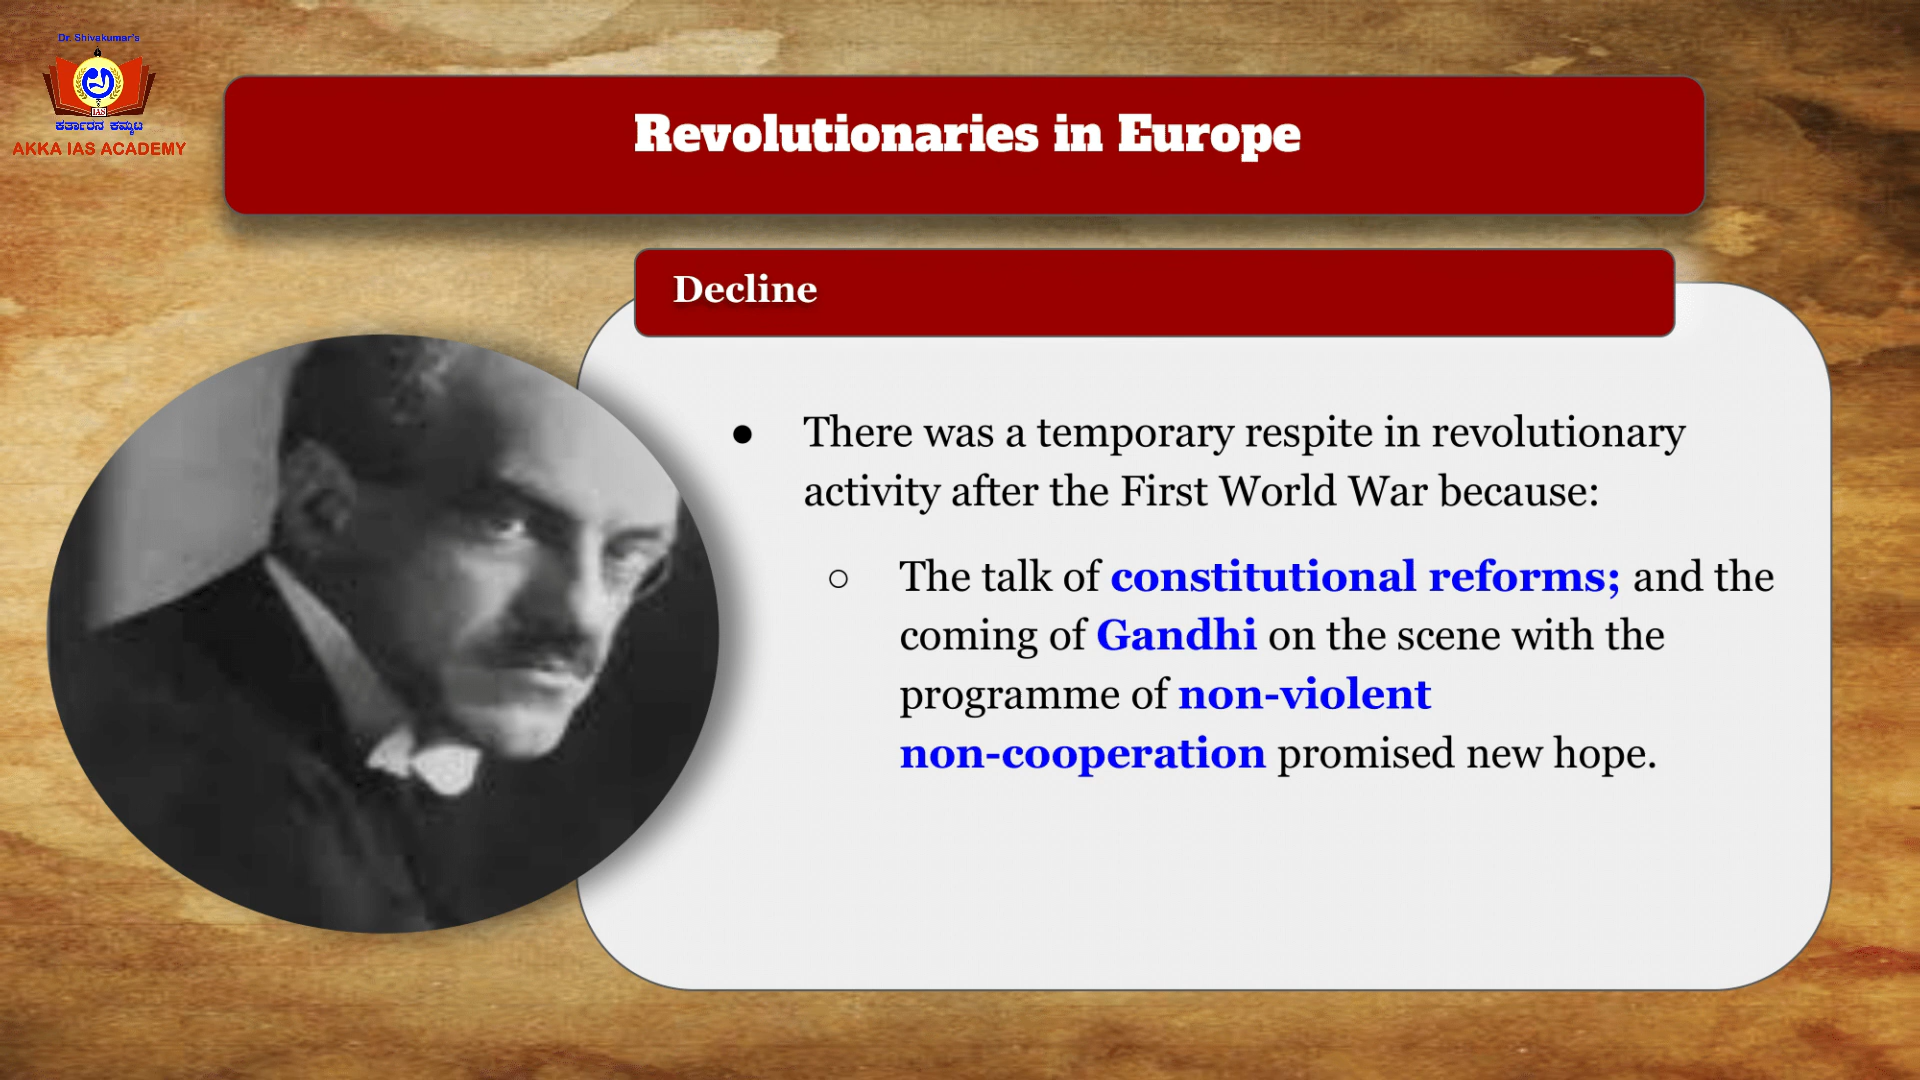 Dr. Shivakumar's
IAS
ಕರ್ತಾರನ ಕಮ್ಮಟ
AKKA IAS ACADEMY
Revolutionaries in Europe
Decline
● There was a temporary respite in revolutionary
activity after the First World War because:
○ The talk of constitutional reforms; and the
coming of Gandhi on the scene with the
programme of non-violent
non-cooperation promised new hope.